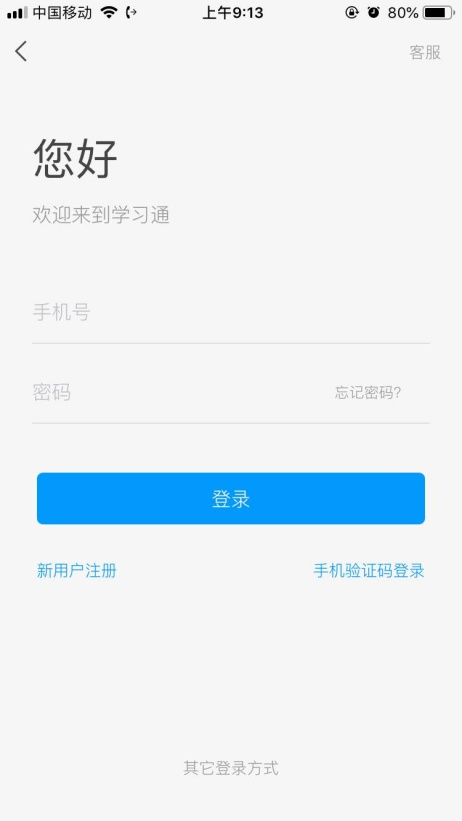 中国移动 上午9:13 80%
客服
您好
欢迎来到学习通
手机号
密码 忘记密码?
登录
新用户注册 手机验证码登录
其它登录方式